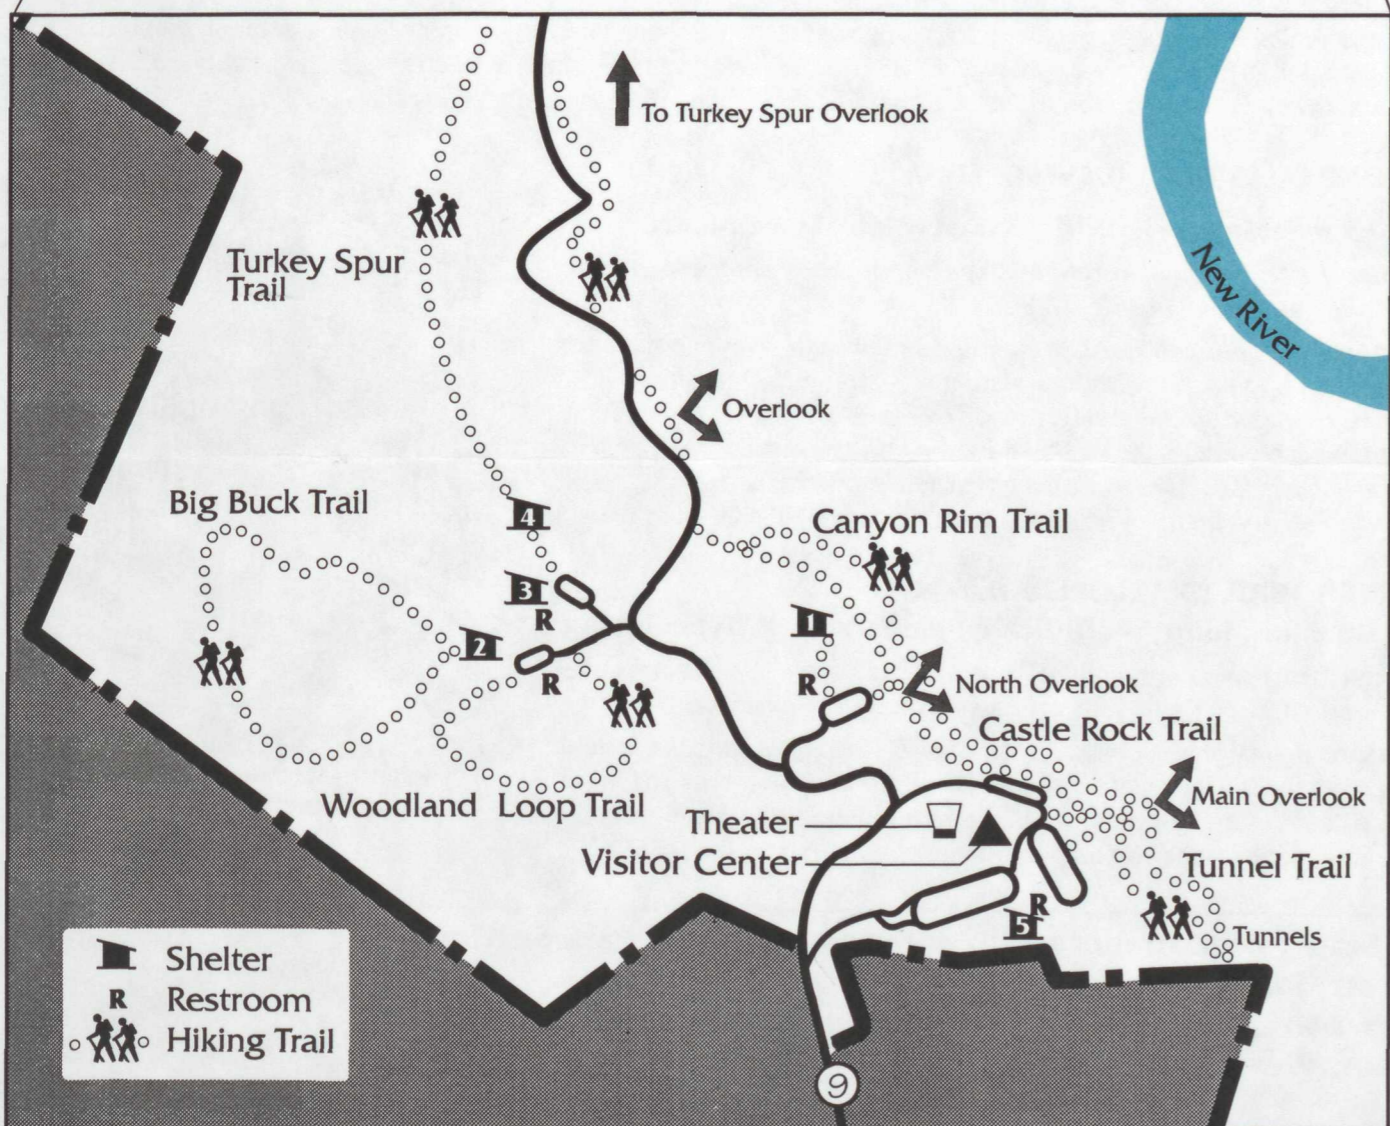 To Turkey Spur Overlook
Turkey Spur
Trail
New River
Overlook
Big Buck Trail
4
Canyon Rim Trail
3
R
1
2
R
R
North Overlook
Castle Rock Trail
Woodland Loop Trail
Main Overlook
Theater
Visitor Center
Tunnel Trail
R
5
Tunnels
Shelter
R Restroom
Hiking Trail
9